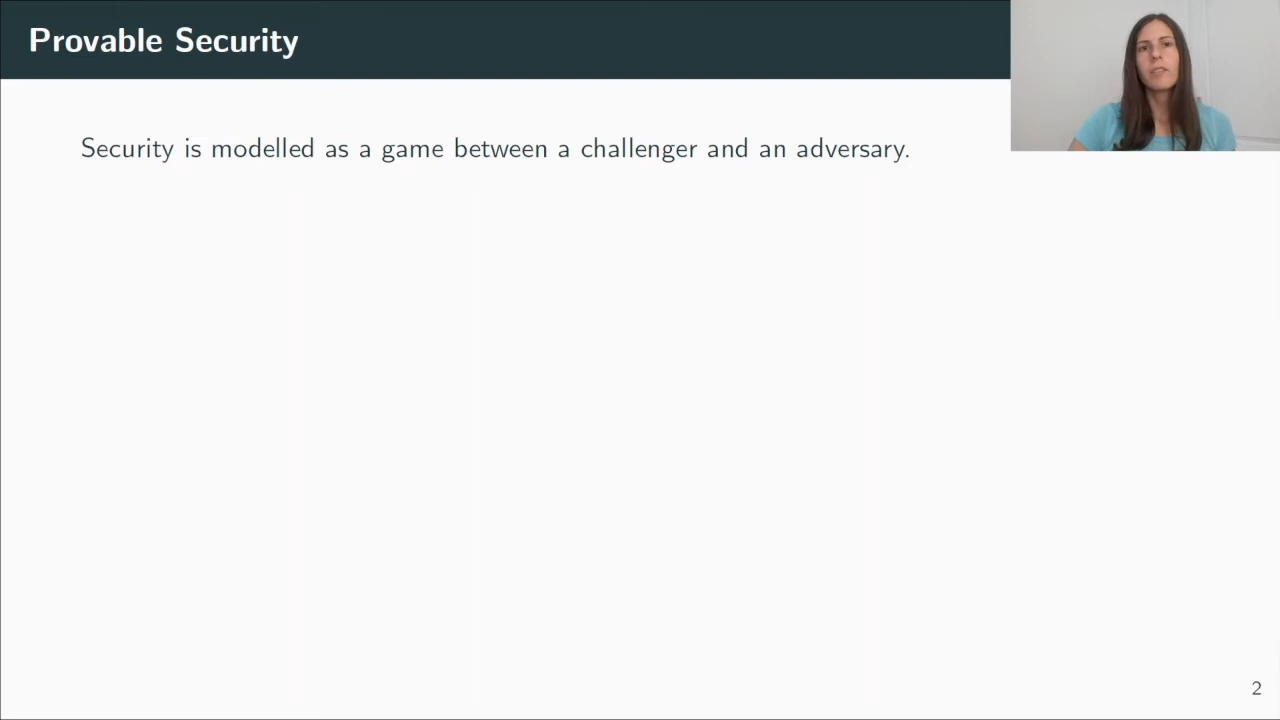 Provable Security
Security is modelled as a game between a challenger and an adversary.
2